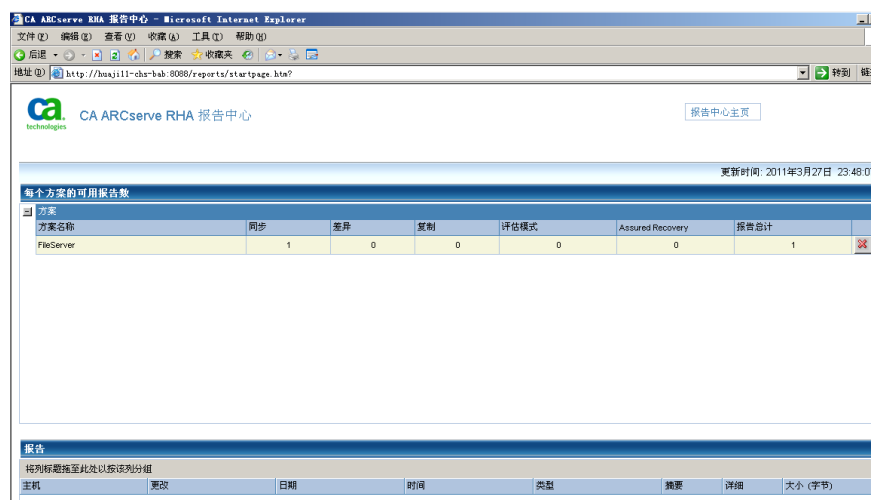 CA ARCserve RHA 报告中心 - Microsoft Internet Explorer
文件(F) 编辑(E) 查看(V) 收藏(A) 工具(T) 帮助(H)
后退 搜索 收藏夹
地址(D) http://huaji11-chs-bab:8088/reports/startpage.htm? 转到
ca technologies CA ARCserve RHA 报告中心 报告中心主页
更新时间: 2011年3月27日 23:48:0
每个方案的可用报告数
方案
方案名称 同步 差异 复制 评估模式 Assured Recovery 报告总计
FileServer 1 0 0 0 0 1
报告
将列标题拖至此处以按该列分组
主机 更改 日期 时间 类型 摘要 详细 大小 (字节)